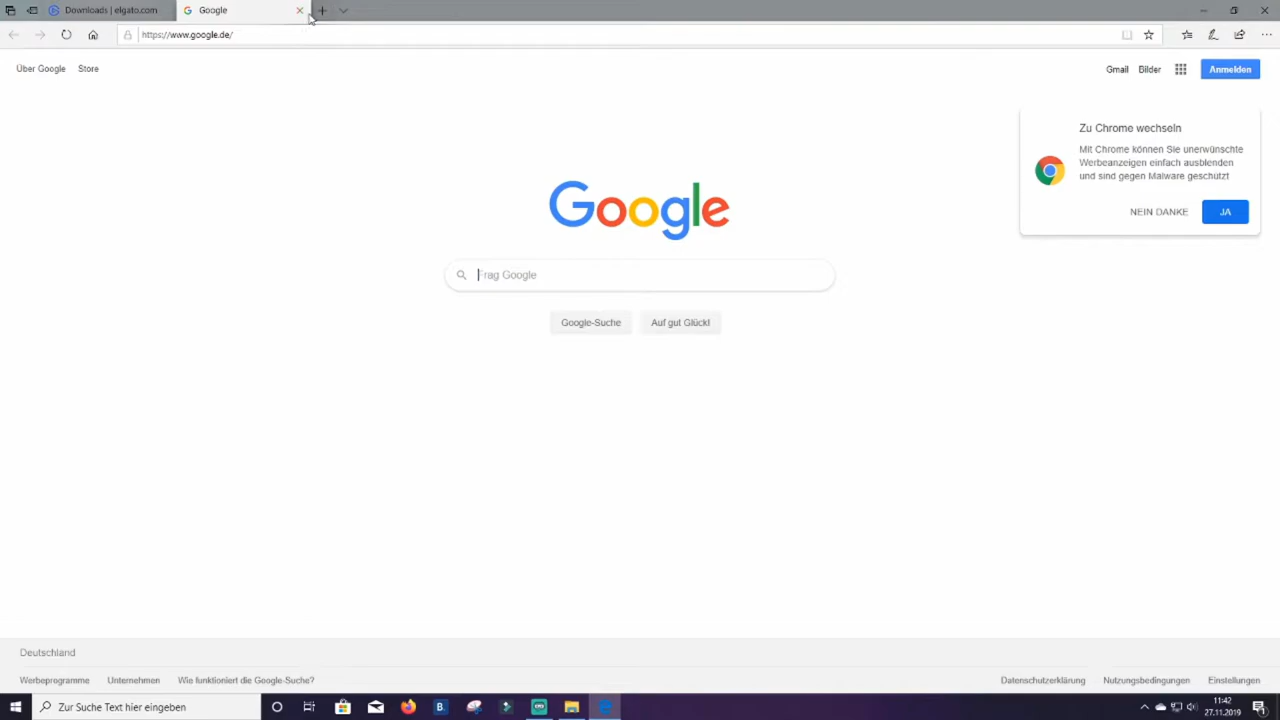 Downloads | elgato.com
Google
https://www.google.de/
Über Google
Store
Gmail
Bilder
Anmelden
Zu Chrome wechseln
Mit Chrome können Sie unerwünschte
Werbeanzeigen einfach ausblenden
und sind gegen Malware geschützt
NEIN DANKE
JA
Google
Frag Google
Google-Suche
Auf gut Glück!
Deutschland
Werbeprogramme
Unternehmen
Wie funktioniert die Google-Suche?
Datenschutzerklärung
Nutzungsbedingungen
Einstellungen
Zur Suche Text hier eingeben
B.
11:42
27.11.2019